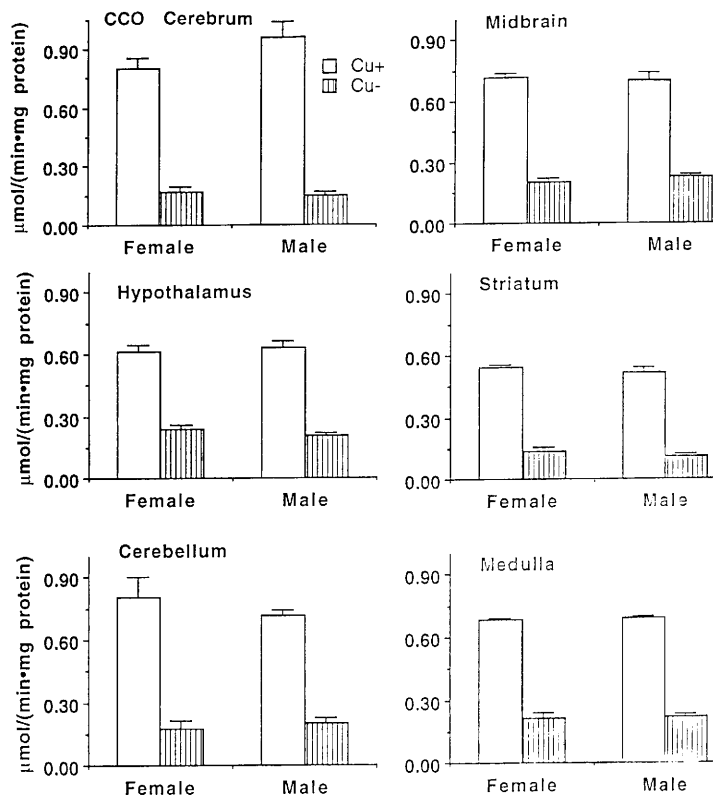 CCO Cerebrum
Cu+
Cu-
μmol/(min•mg protein)
0.90
0.60
0.30
0.00
Female Male
Midbrain
0.90
0.60
0.30
0.00
Female Male
Hypothalamus
μmol/(min•mg protein)
0.90
0.60
0.30
0.00
Female Male
Striatum
0.90
0.60
0.30
0.00
Female Male
Cerebellum
μmol/(min•mg protein)
0.90
0.60
0.30
0.00
Female Male
Medulla
0.90
0.60
0.30
0.00
Female Male